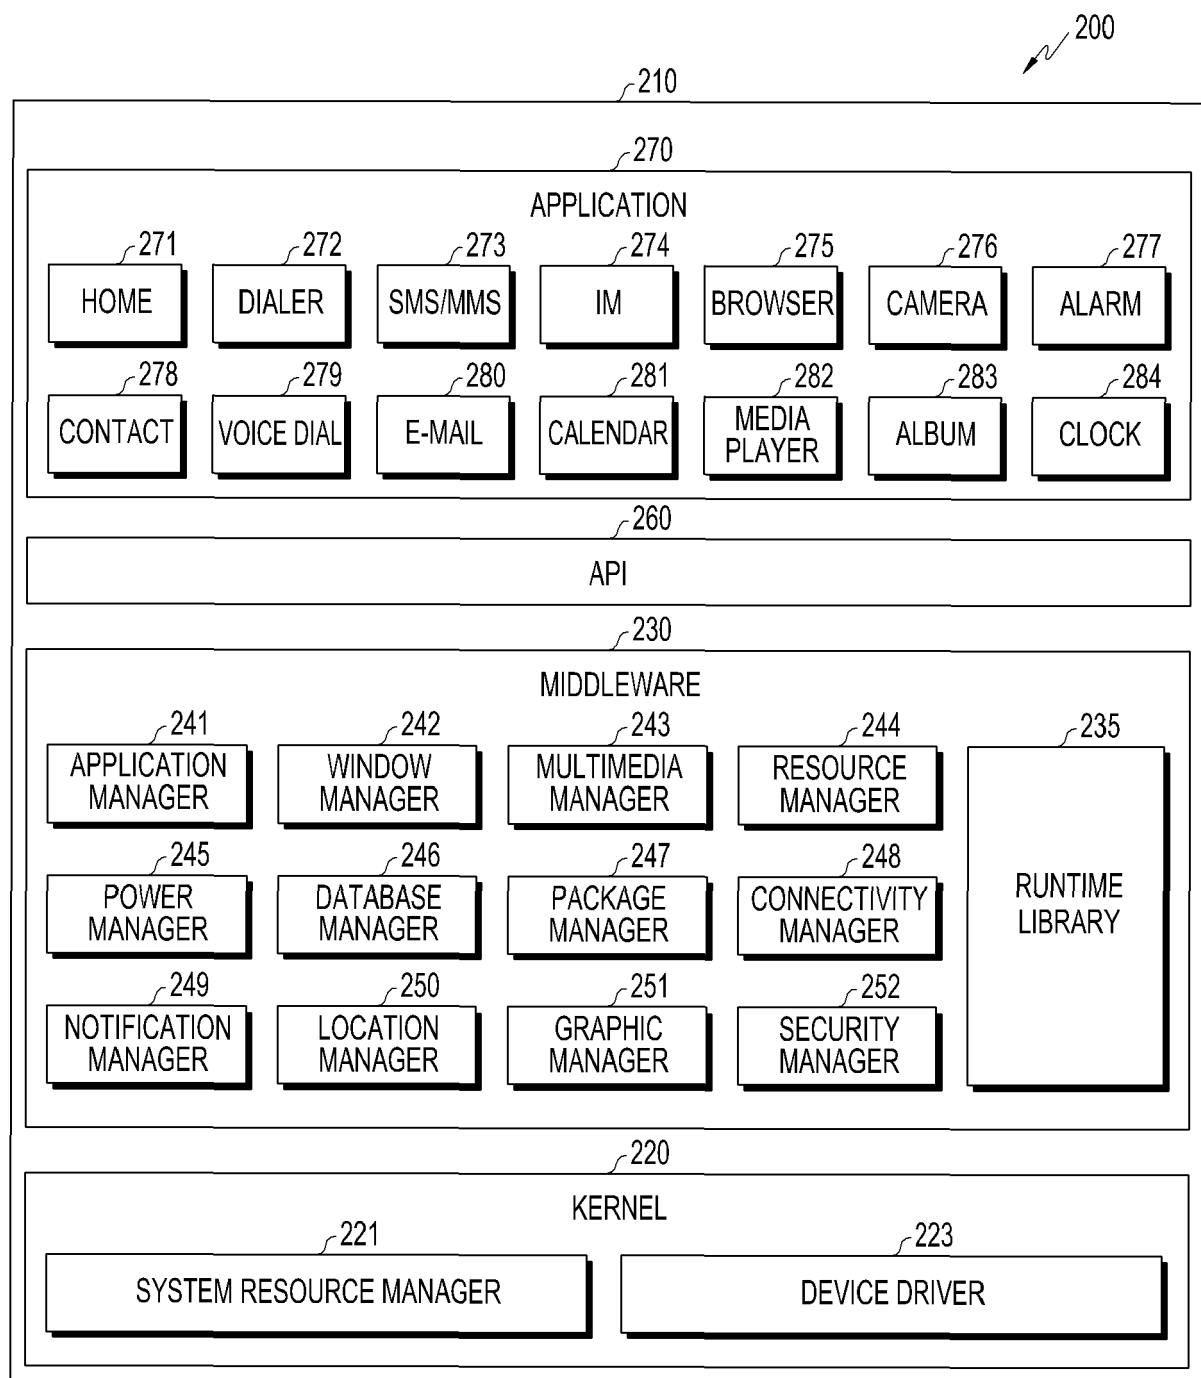 200
210
270
APPLICATION
271 272 273 274 275 276 277
HOME DIALER SMS/MMS IM BROWSER CAMERA ALARM
278 279 280 281 282 283 284
CONTACT VOICE DIAL E-MAIL CALENDAR MEDIA PLAYER ALBUM CLOCK
260
API
230
MIDDLEWARE
241 242 243 244 235
APPLICATION MANAGER WINDOW MANAGER MULTIMEDIA MANAGER RESOURCE MANAGER
245 246 247 248
POWER MANAGER DATABASE MANAGER PACKAGE MANAGER CONNECTIVITY MANAGER RUNTIME LIBRARY
249 250 251 252
NOTIFICATION MANAGER LOCATION MANAGER GRAPHIC MANAGER SECURITY MANAGER
220
KERNEL
221 223
SYSTEM RESOURCE MANAGER DEVICE DRIVER